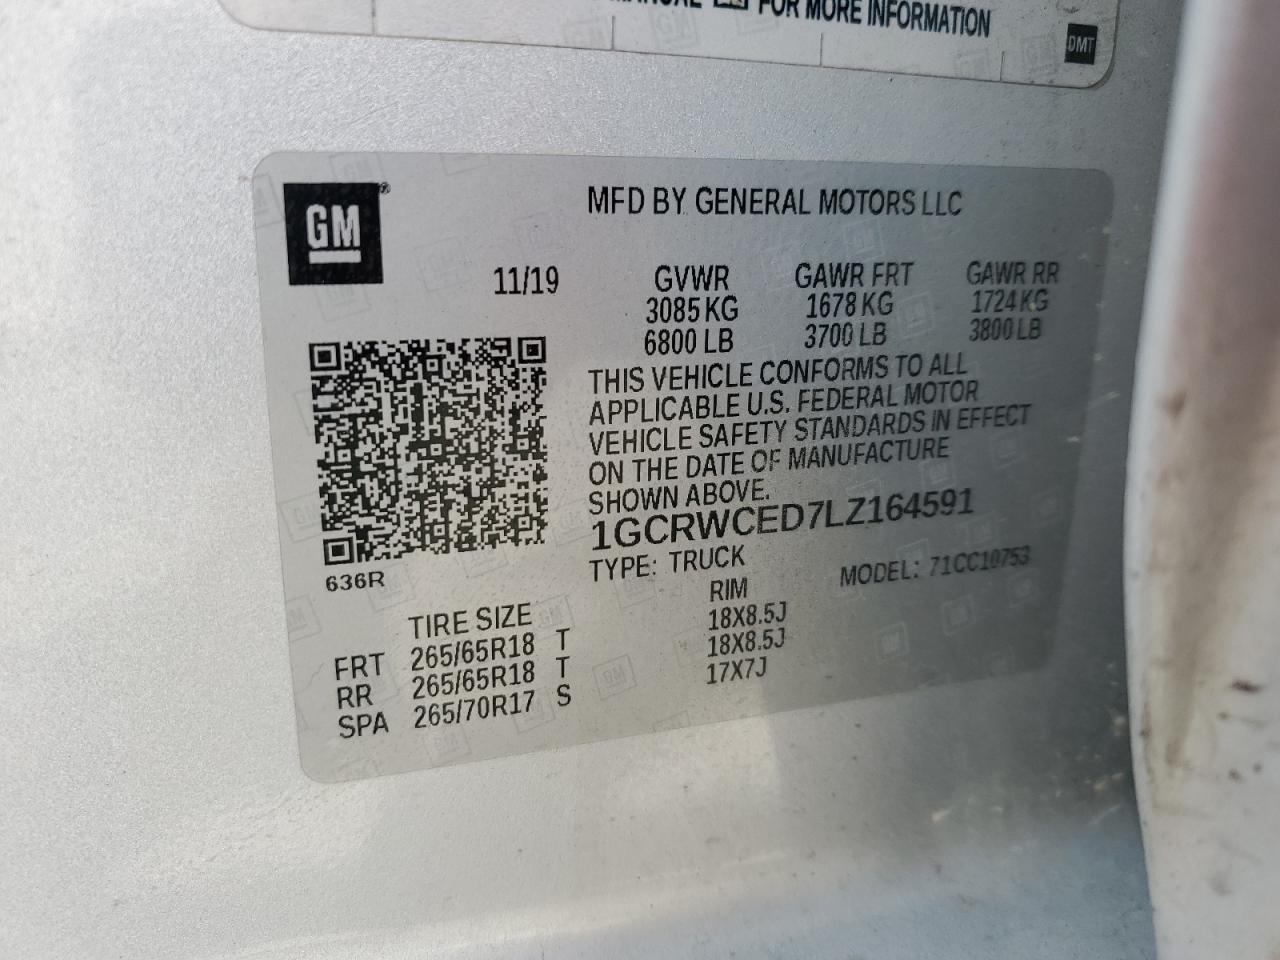 FOR MORE INFORMATION
DMT
GM
®
MFD BY GENERAL MOTORS LLC
11/19
GVWR GAWR FRT GAWR RR
3085 KG 1678 KG 1724 KG
6800 LB 3700 LB 3800 LB
THIS VEHICLE CONFORMS TO ALL
APPLICABLE U.S. FEDERAL MOTOR
VEHICLE SAFETY STANDARDS IN EFFECT
ON THE DATE OF MANUFACTURE
SHOWN ABOVE.
1GCRWCED7LZ164591
TYPE: TRUCK MODEL: 71CC10753
636R
TIRE SIZE RIM
FRT 265/65R18 T 18X8.5J
RR 265/65R18 T 18X8.5J
SPA 265/70R17 S 17X7J